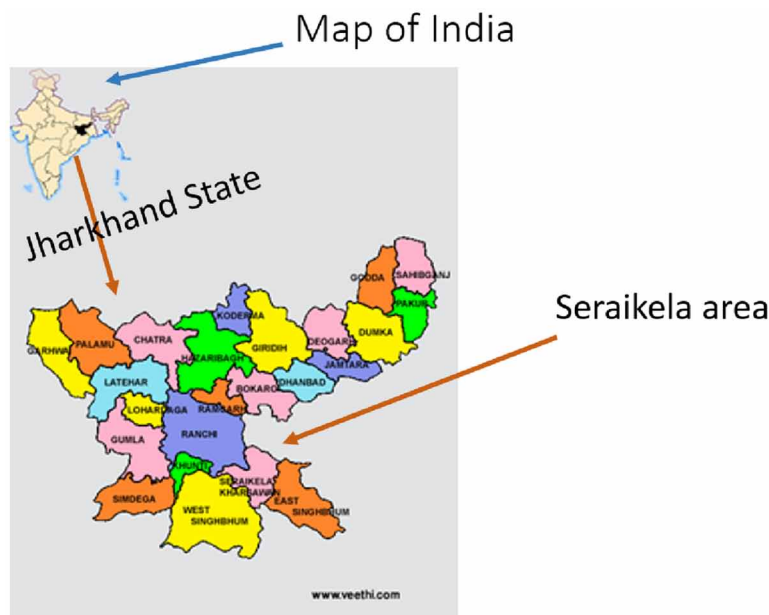 Map of India
Jharkhand State
Seraikela area
GODDA
SAHIBGANJ
PAKUR
KODERMA
DUMKA
GARHWA
PALAMU
CHATRA
HAZARIBAGH
GIRIDIH
DEOGARH
JAMTARA
LATEHAR
BOKARO
DHANBAD
LOHARDAGA
RAMGARH
GUMLA
RANCHI
KHUNTI
SERAIKELA
KHARSAWAN
SIMDEGA
WEST
SINGHBHUM
EAST
SINGHBHUM
www.veethi.com